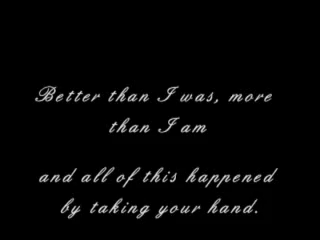 Better than I was, more
than I am
and all of this happened
by taking your hand.